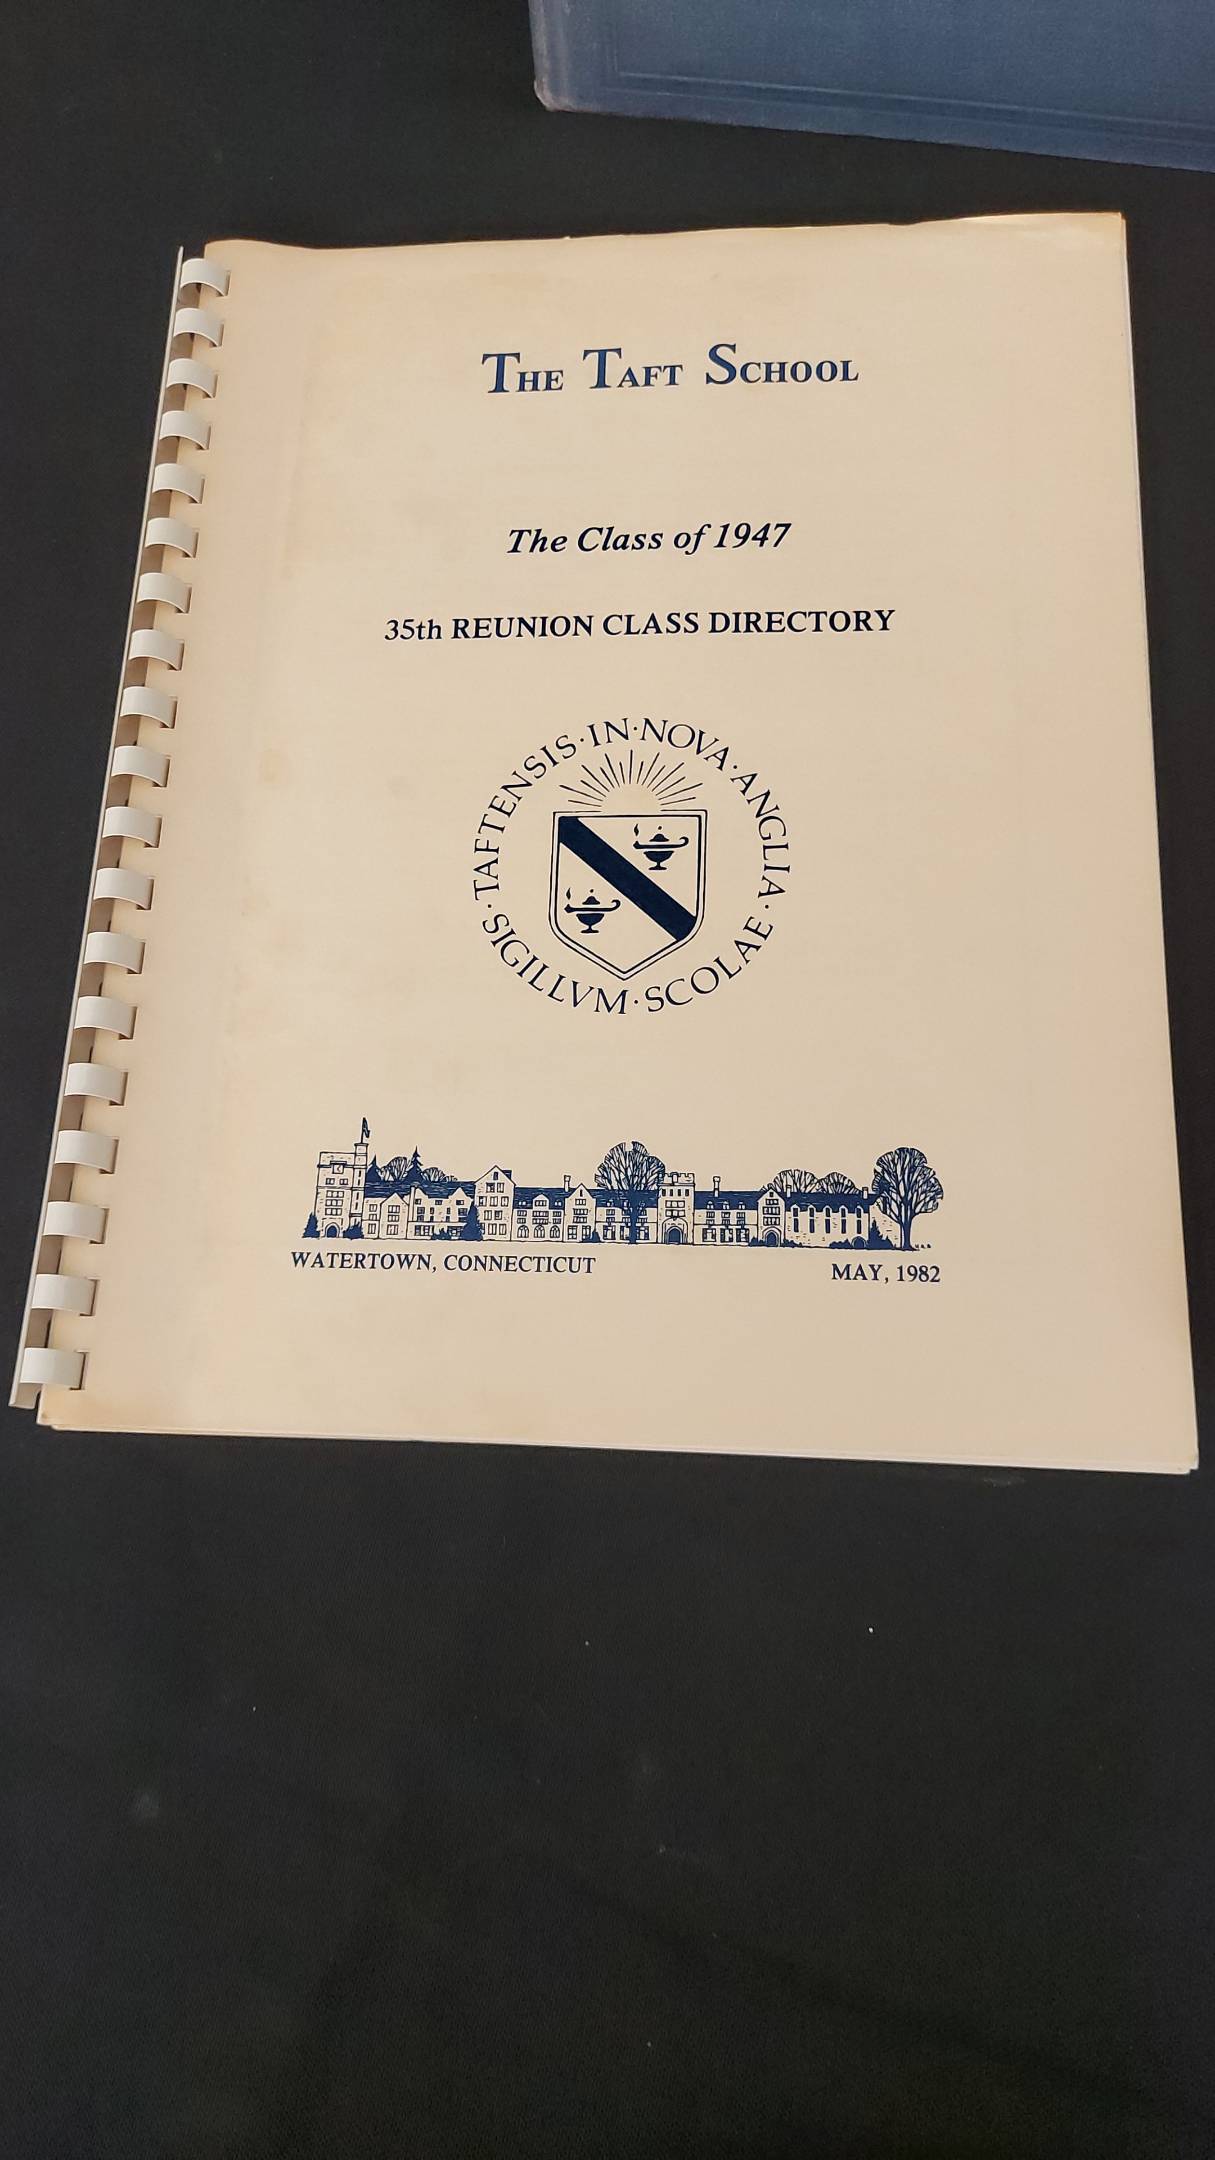 THE TAFT SCHOOL
The Class of 1947
35th REUNION CLASS DIRECTORY
SIGILLVM·SCOLAE·TAFTENSIS·IN·NOVA·ANGLIA·
WATERTOWN, CONNECTICUT
MAY, 1982